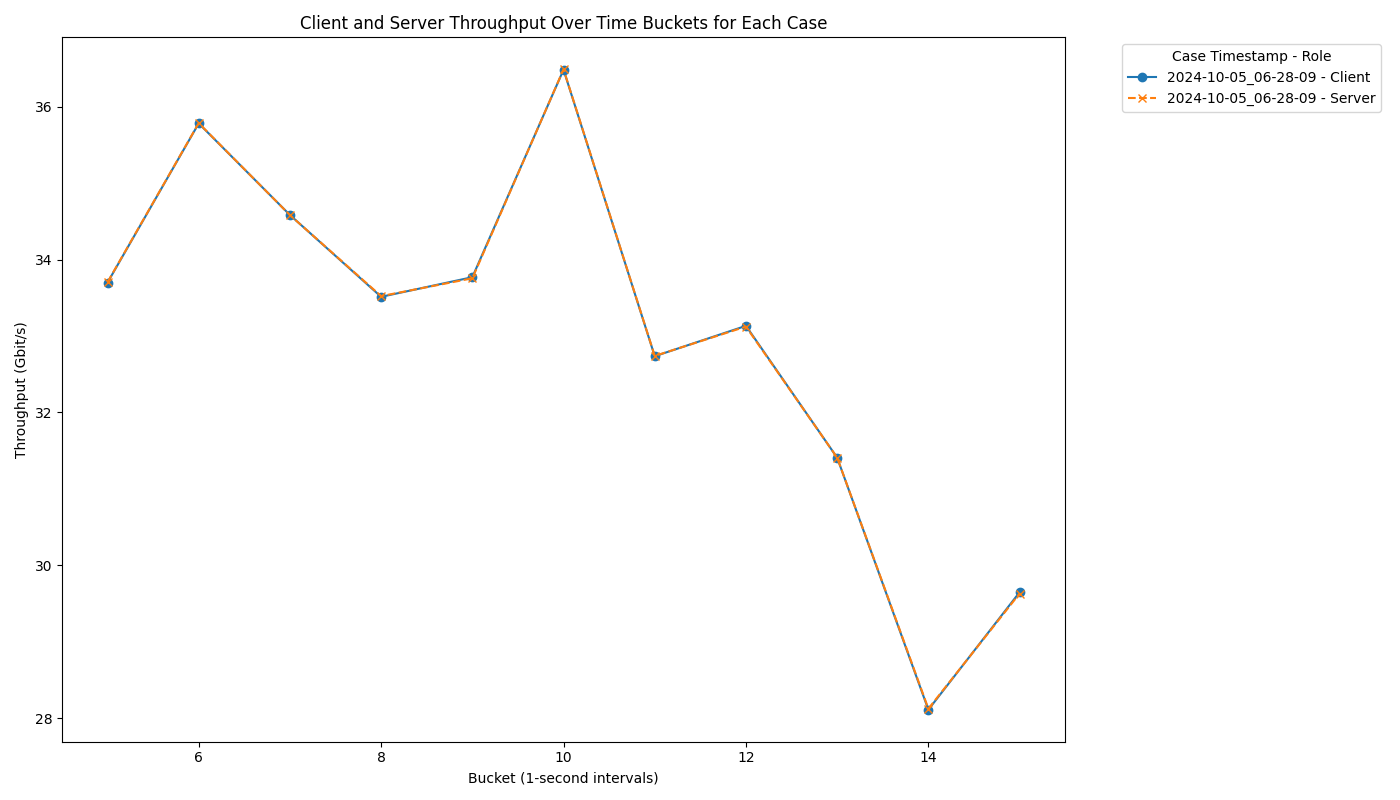 Client and Server Throughput Over Time Buckets for Each Case
Case Timestamp - Role
2024-10-05_06-28-09 - Client
2024-10-05_06-28-09 - Server
Throughput (Gbit/s)
36
34
32
30
28
6 8 10 12 14
Bucket (1-second intervals)